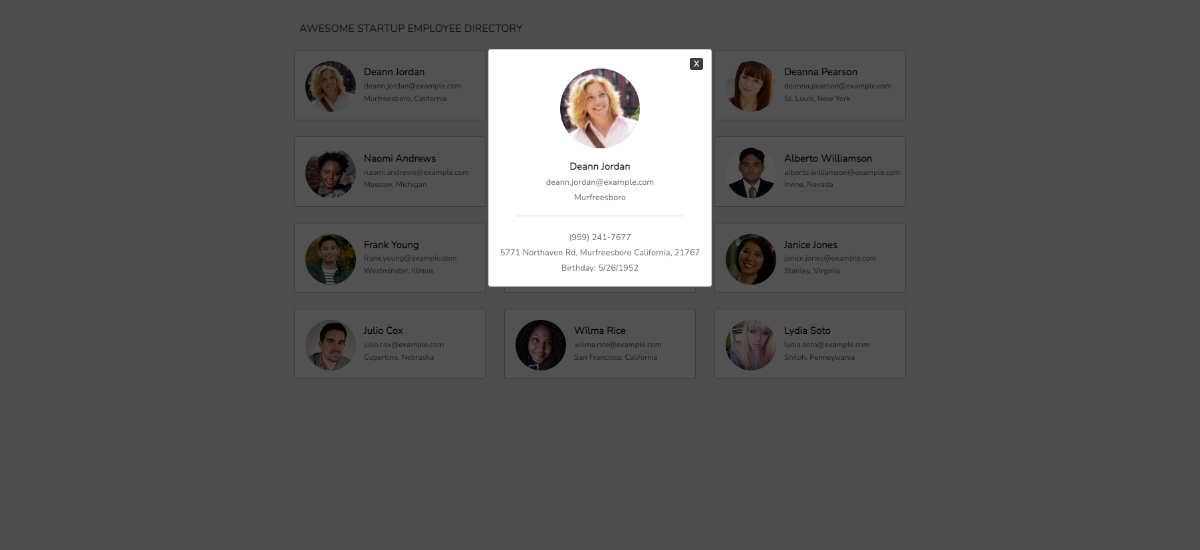 AWESOME STARTUP EMPLOYEE DIRECTORY
Deann Jordan
deann.jordan@example.com
Murfreesboro, California
X
Deann Jordan
deann.jordan@example.com
Murfreesboro
(959) 241-7677
5771 Northaven Rd, Murfreesboro California, 21767
Birthday: 5/26/1952
Deanna Pearson
deanna.pearson@example.com
St. Louis, New York
Naomi Andrews
naomi.andrews@example.com
Moscow, Michigan
Alberto Williamson
alberto.williamson@example.com
Irvine, Nevada
Frank Young
frank.young@example.com
Westminster, Illinois
Janice Jones
janice.jones@example.com
Stanley, Virginia
Julio Cox
julio.cox@example.com
Cupertino, Nebraska
Wilma Rice
wilma.rice@example.com
San Francisco, California
Lydia Soto
lydia.soto@example.com
Shiloh, Pennsylvania